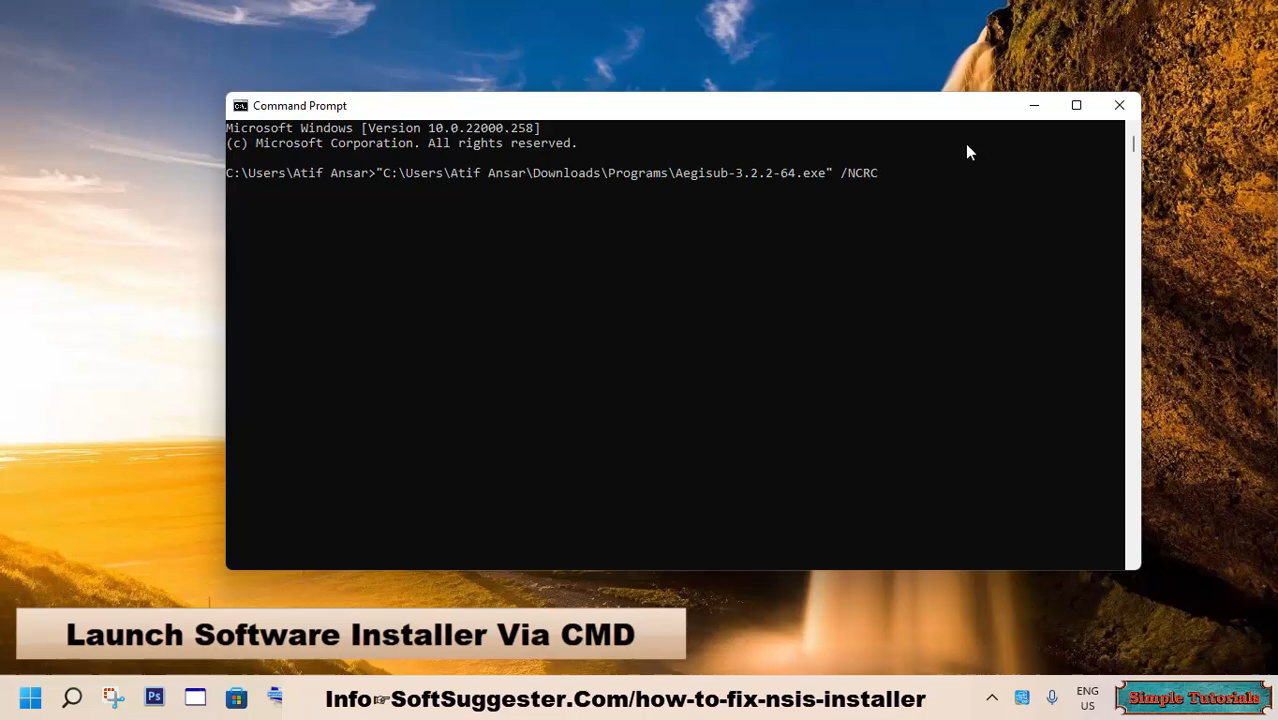 Command Prompt
Microsoft Windows [Version 10.0.22000.258]
(c) Microsoft Corporation. All rights reserved.
C:\Users\Atif Ansar>"C:\Users\Atif Ansar\Downloads\Programs\Aegisub-3.2.2-64.exe" /NCRC
Launch Software Installer Via CMD
Ps
Info☞SoftSuggester.Com/how-to-fix-nsis-installer
ENG
US
Simple Tutorials